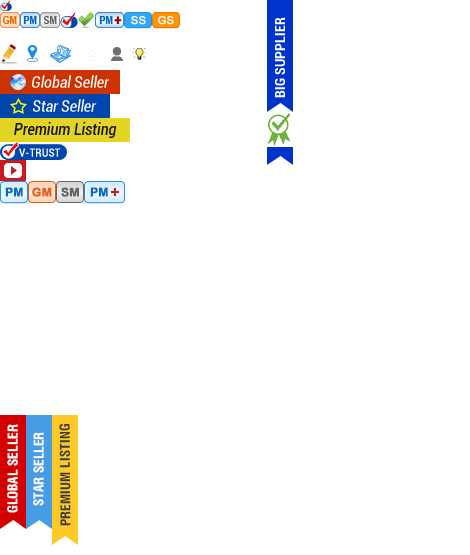 GM PM SM PM+ SS GS
BIG SUPPLIER
Global Seller
Star Seller
Premium Listing
V-TRUST
PM GM SM PM+
GLOBAL SELLER
STAR SELLER
PREMIUM LISTING